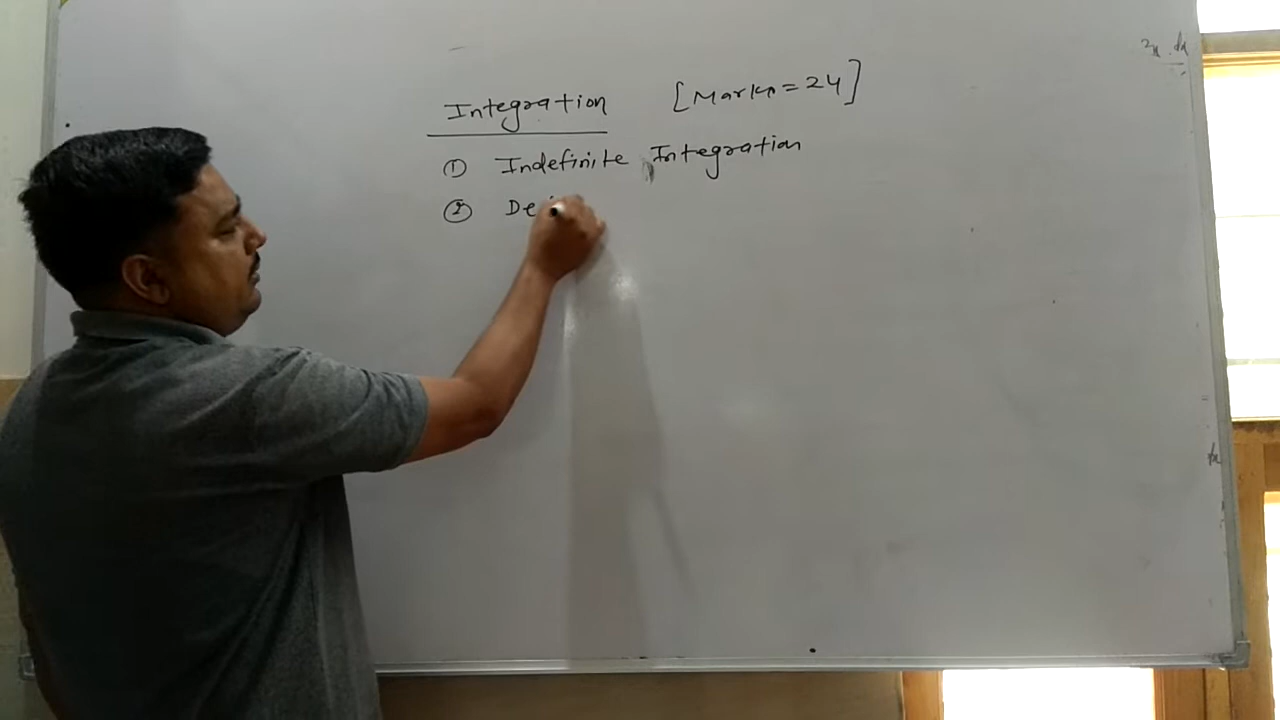 Integration [Marks=24]
① Indefinite Integration
② De